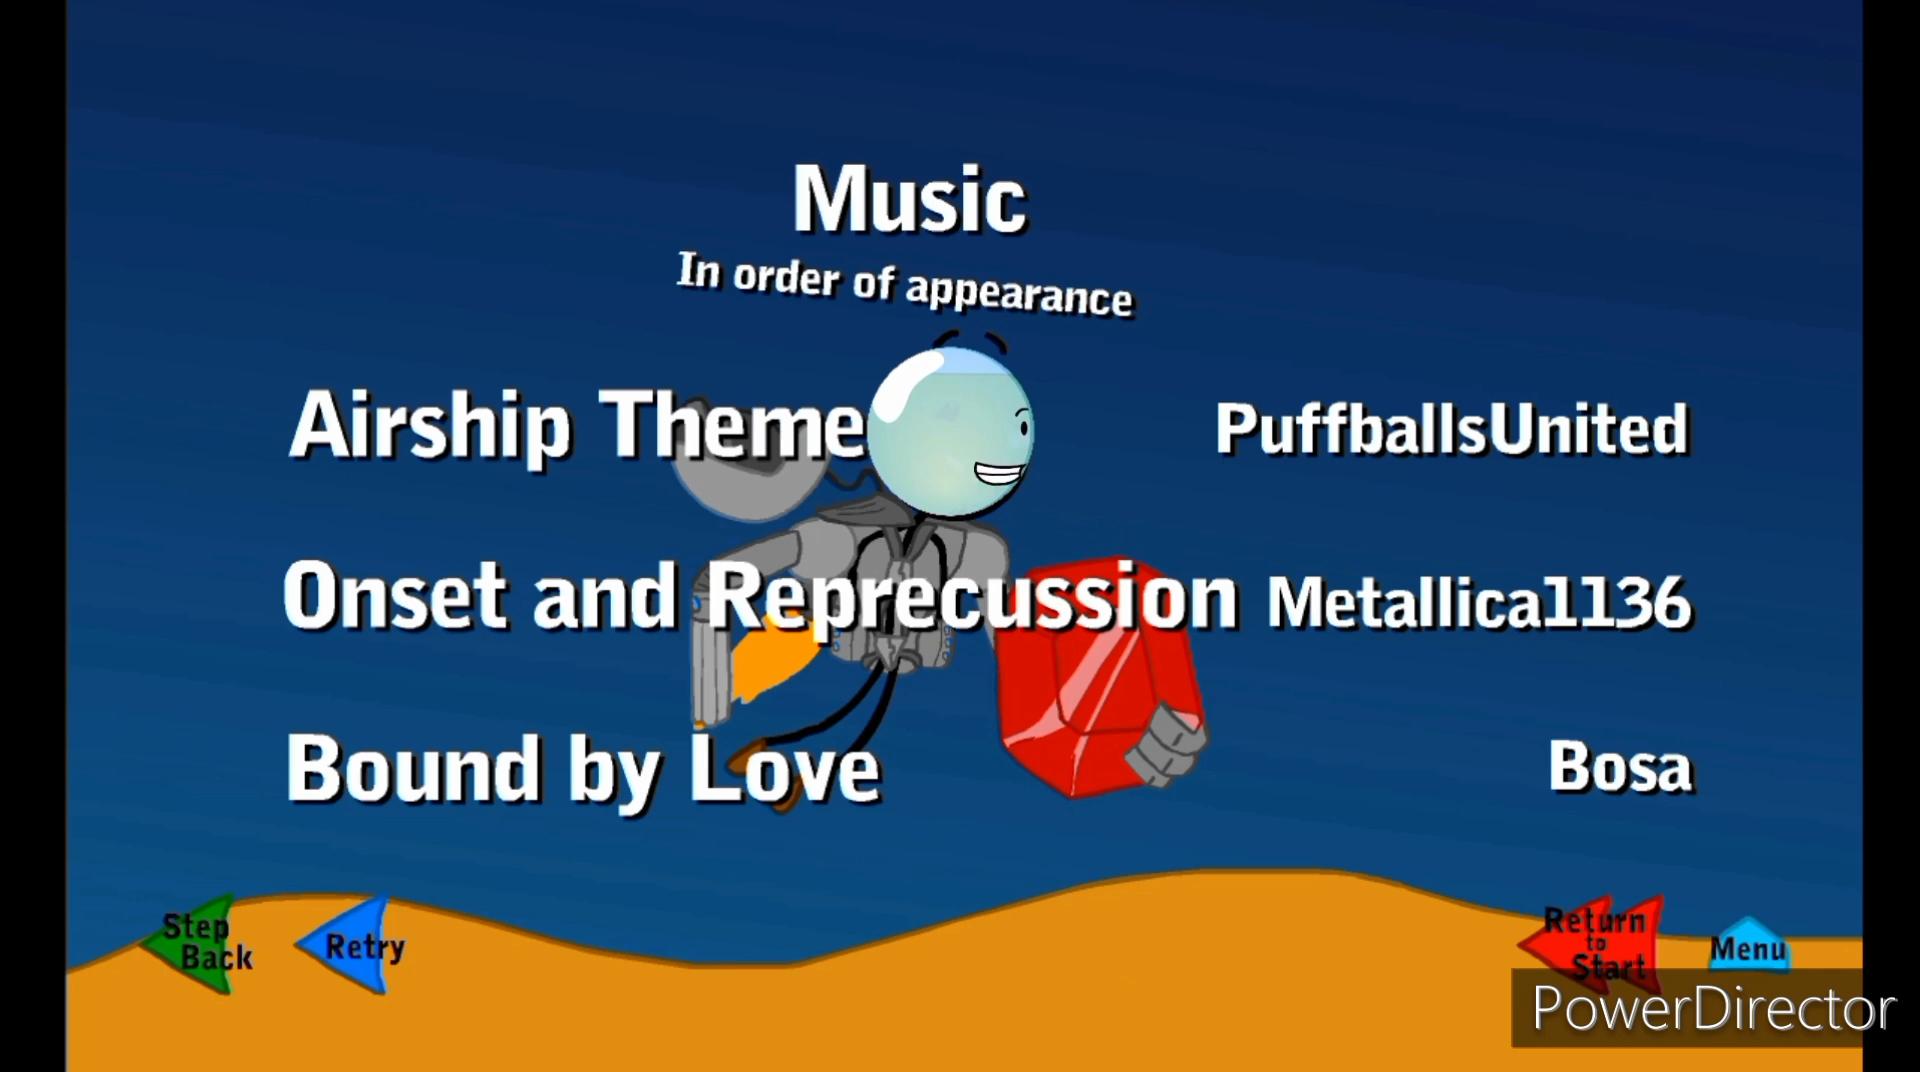 Music
In order of appearance
Airship Theme PuffballsUnited
Onset and Reprecussion Metallica1136
Bound by Love Bosa
Step Back
Retry
Return to Start
Menu
PowerDirector